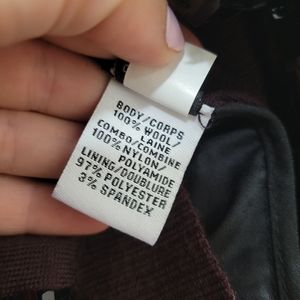 BODY/CORPS
100% WOOL/
LAINE
COMBO/COMBINE
100% NYLON/
POLYAMIDE
LINING/DOUBLURE
97% POLYESTER
3% SPANDEX